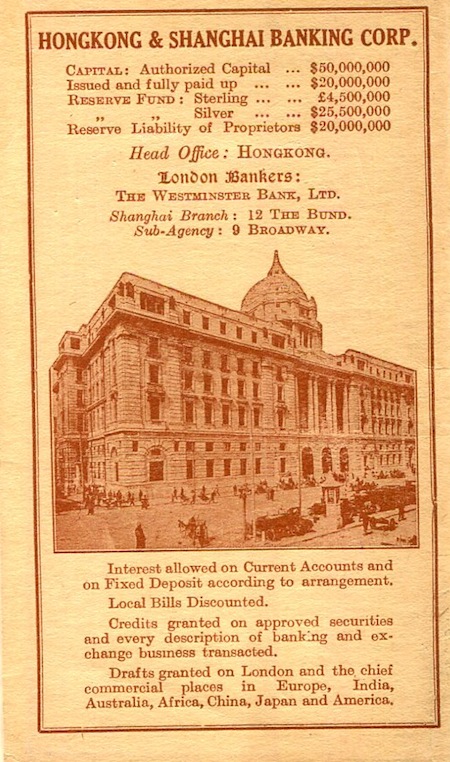 HONGKONG & SHANGHAI BANKING CORP.
CAPITAL: Authorized Capital ... $50,000,000
Issued and fully paid up ... ... $20,000,000
RESERVE FUND: Sterling ... ... £4,500,000
„ „ Silver ... ... $25,500,000
Reserve Liability of Proprietors $20,000,000
Head Office: HONGKONG.
London Bankers:
THE WESTMINSTER BANK, LTD.
Shanghai Branch: 12 THE BUND.
Sub-Agency: 9 BROADWAY.
Interest allowed on Current Accounts and
on Fixed Deposit according to arrangement.
Local Bills Discounted.
Credits granted on approved securities
and every description of banking and ex-
change business transacted.
Drafts granted on London and the chief
commercial places in Europe, India,
Australia, Africa, China, Japan and America.